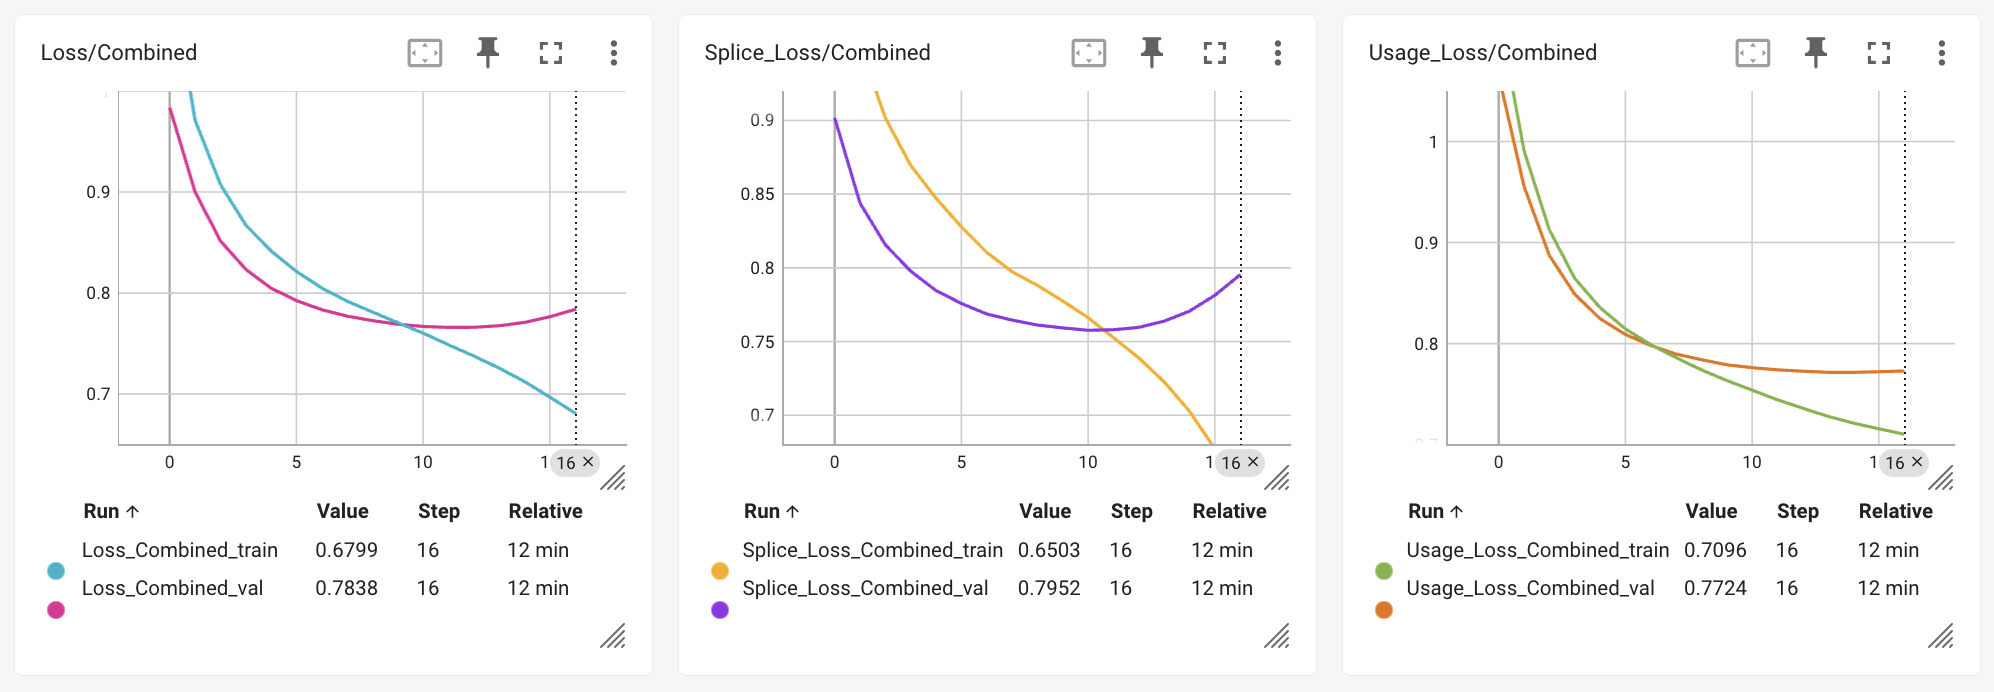 Loss/Combined
0.9
0.8
0.7
0
5
10
16 ×
Run ↑ Value Step Relative
Loss_Combined_train 0.6799 16 12 min
Loss_Combined_val 0.7838 16 12 min
Splice_Loss/Combined
0.9
0.85
0.8
0.75
0.7
0
5
10
16 ×
Run ↑ Value Step Relative
Splice_Loss_Combined_train 0.6503 16 12 min
Splice_Loss_Combined_val 0.7952 16 12 min
Usage_Loss/Combined
1
0.9
0.8
0
5
10
16 ×
Run ↑ Value Step Relative
Usage_Loss_Combined_train 0.7096 16 12 min
Usage_Loss_Combined_val 0.7724 16 12 min